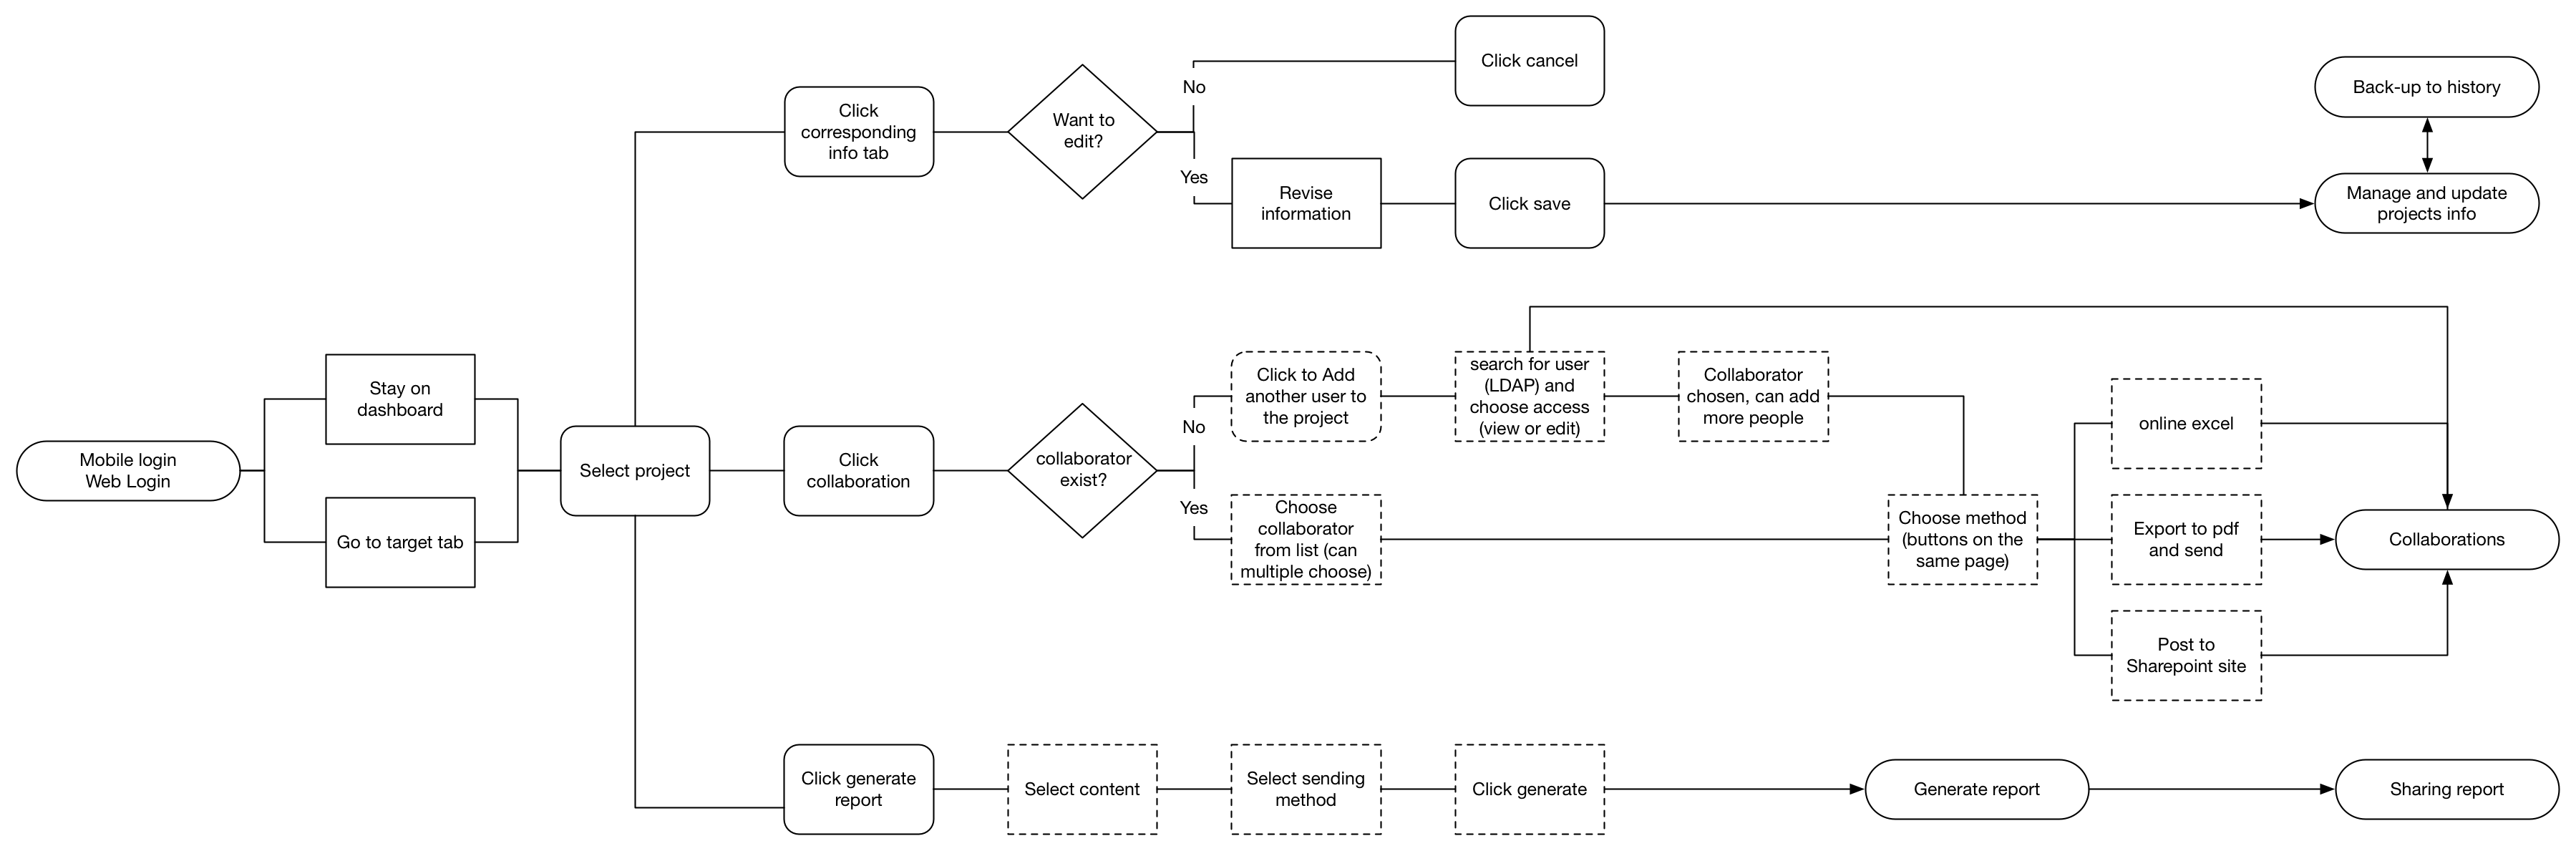 Click cancel
Back-up to history
No
Click
corresponding
info tab
Want to
edit?
Yes
Revise
information
Click save
Manage and update
projects info
Stay on
dashboard
Click to Add
another user to
the project
search for user
(LDAP) and
choose access
(view or edit)
Collaborator
chosen, can add
more people
online excel
No
Mobile login
Web Login
Select project
Click
collaboration
collaborator
exist?
Yes
Go to target tab
Choose
collaborator
from list (can
multiple choose)
Choose method
(buttons on the
same page)
Export to pdf
and send
Collaborations
Post to
Sharepoint site
Click generate
report
Select content
Select sending
method
Click generate
Generate report
Sharing report